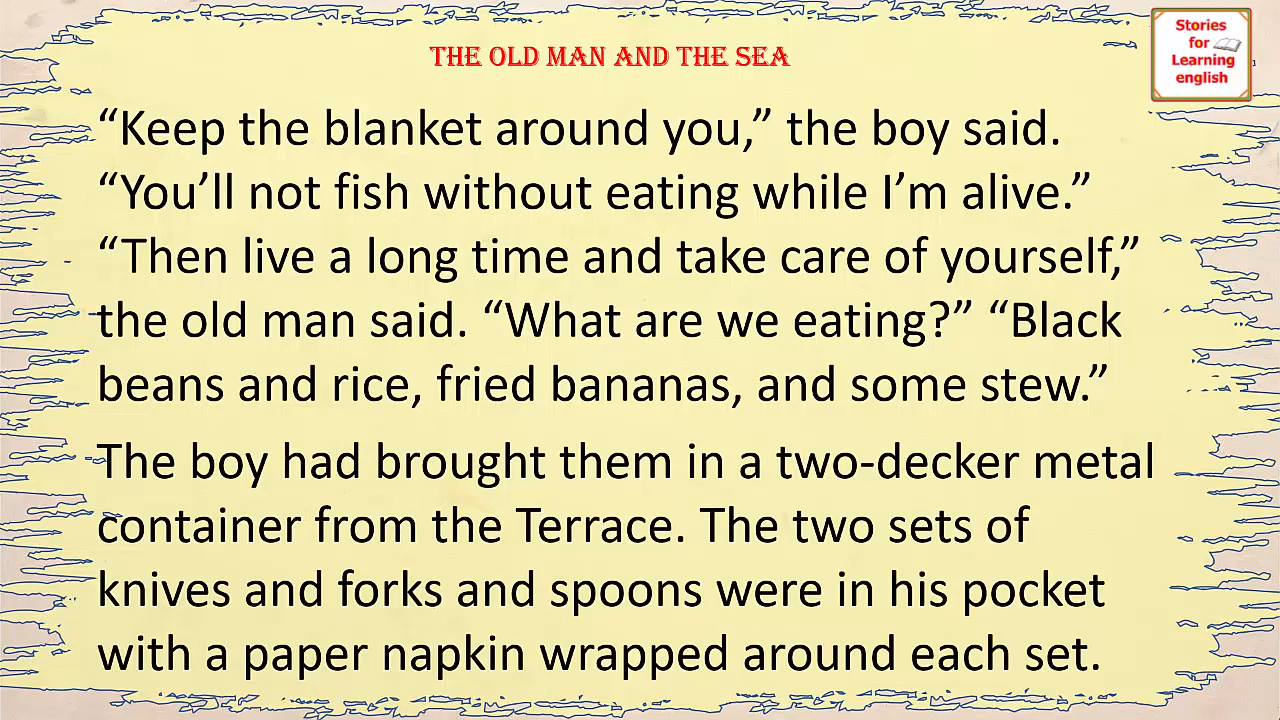 THE OLD MAN AND THE SEA
Stories
for
Learning
english
“Keep the blanket around you,” the boy said.
“You’ll not fish without eating while I’m alive.”
“Then live a long time and take care of yourself,”
the old man said. “What are we eating?” “Black
beans and rice, fried bananas, and some stew.”
The boy had brought them in a two-decker metal
container from the Terrace. The two sets of
knives and forks and spoons were in his pocket
with a paper napkin wrapped around each set.